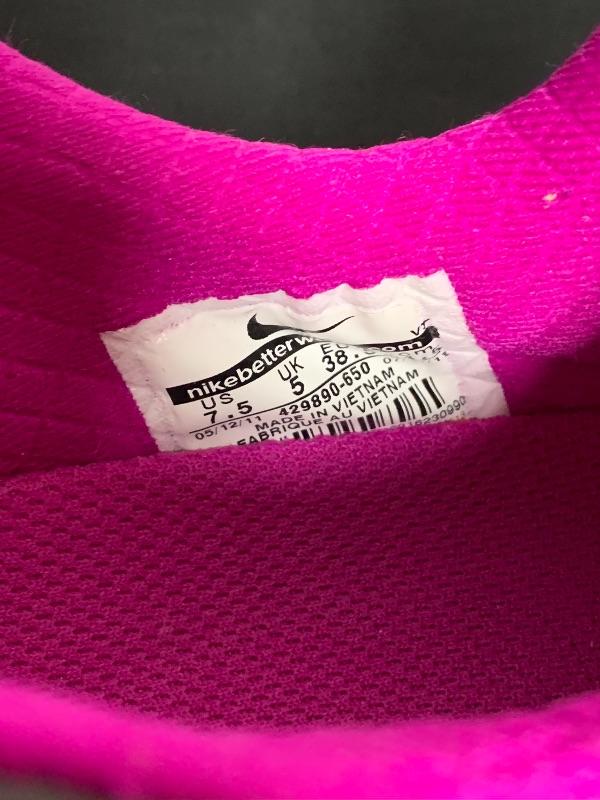 nikebetterw
US UK
7.5 5 38.
05/12/11 429890-650
MADE IN VIETNAM
FABRIQUE AU VIETNAM